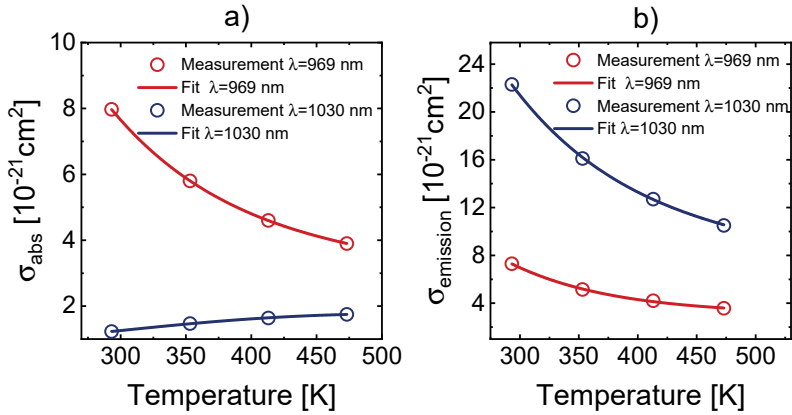 a)
Measurement λ=969 nm
Fit λ=969 nm
Measurement λ=1030 nm
Fit λ=1030 nm
10
8
6
4
2
σabs [10-21cm2]
300
350
400
450
500
Temperature [K]
b)
Measurement λ=969 nm
Fit λ=969 nm
Measurement λ=1030 nm
Fit λ=1030 nm
24
20
16
12
8
4
σemission [10-21cm2]
300
350
400
450
500
Temperature [K]